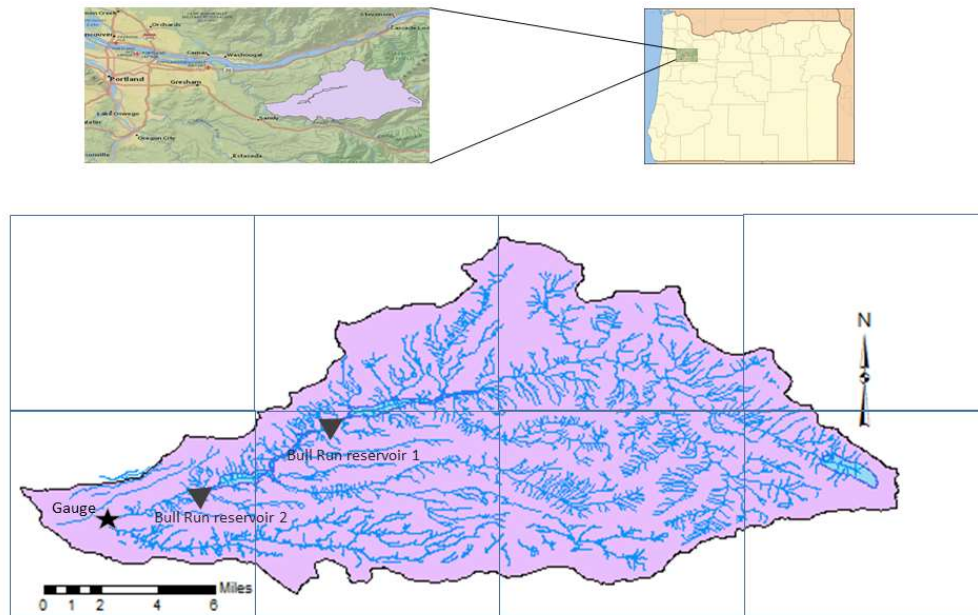 Orchards
Stevenson
Camas
Washougal
Portland
Gresham
Sandy
Lake Oswego
Oregon City
Estacada
N
Bull Run reservoir 1
Gauge
Bull Run reservoir 2
Miles
0 1 2 4 6